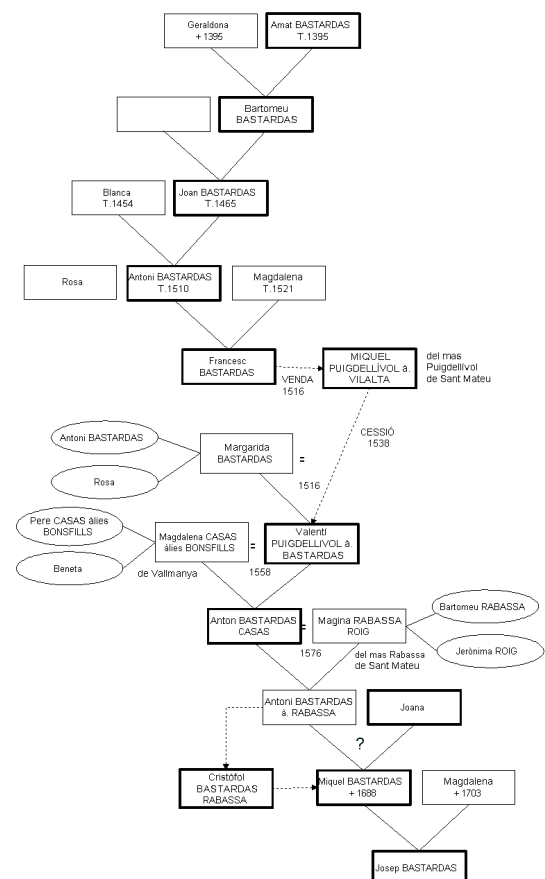 Geraldona
+ 1395
Amat BASTARDAS
T.1395
Bartomeu
BASTARDAS
Blanca
T.1454
Joan BASTARDAS
T.1465
Rosa
Antoni BASTARDAS
T.1510
Magdalena
T.1521
Francesc
BASTARDAS
VENDA
1516
MIQUEL
PUIGDELLÍVOL à.
VILALTA
del mas
Puigdellívol
de Sant Mateu
CESSIÓ
1538
Antoni BASTARDAS
Rosa
Margarida
BASTARDAS
=
1516
Pere CASAS àlies
BONSFILLS
Beneta
Magdalena CASAS
àlies BONSFILLS
de Vallmanya
=
1558
Valentí
PUIGDELLIVOL à.
BASTARDAS
Anton BASTARDAS
CASAS
=
1576
Magina RABASSA
ROIG
del mas Rabassa
de Sant Mateu
Bartomeu RABASSA
Jerònima ROIG
Antoni BASTARDAS
à. RABASSA
Joana
?
Cristòfol
BASTARDAS
RABASSA
Miquel BASTARDAS
+ 1688
Magdalena
+ 1703
Josep BASTARDAS